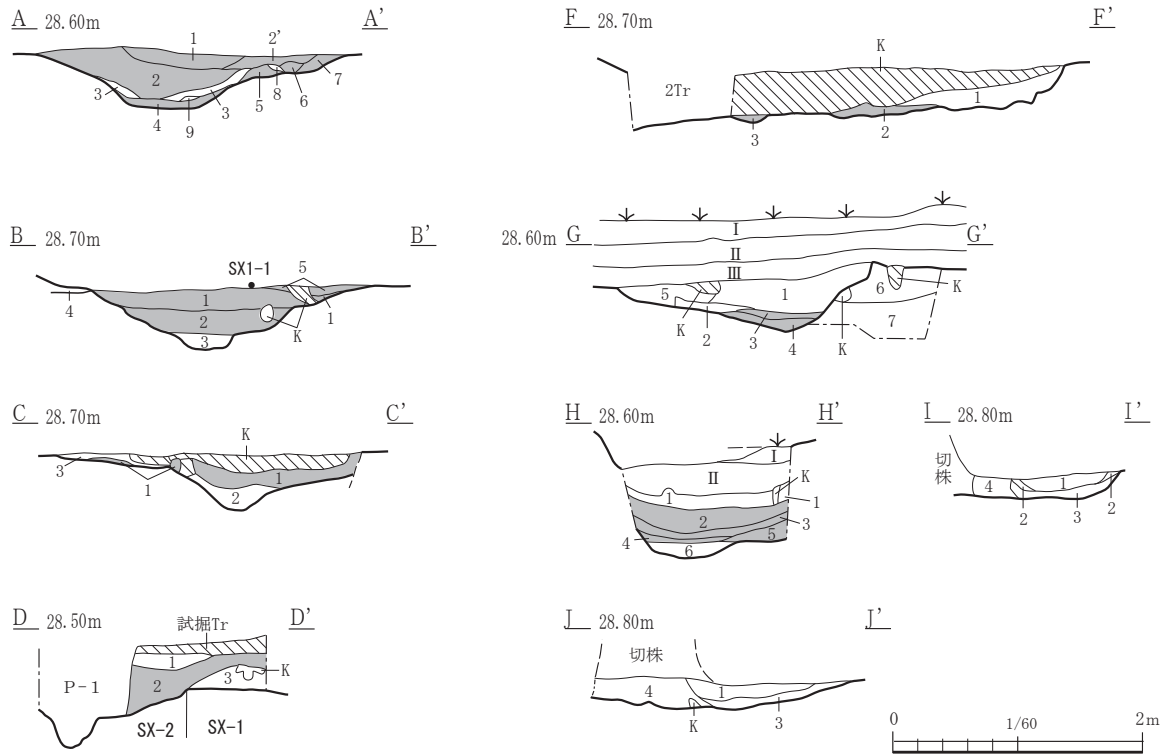 A 28.60m A'
1 2'
2
3 3 5 8 6 7
4 9
B 28.70m B'
SX1-1 5
1
4 2 1
3 K
C 28.70m C'
K
3 1
1 2
D 28.50m D'
試掘Tr
1
3 K
P-1 2
SX-2 SX-1
F 28.70m F'
K
2Tr 1
3 2
28.60m G G'
I
II
III
5 1 6 K
K 7
2 3 4 K
H 28.60m H'
I
II K
1 1
2 3
4 5
6
I 28.80m I'
切株
4 1
2 3 2
J 28.80m J'
切株
4 1
K 3
0 1/60 2m